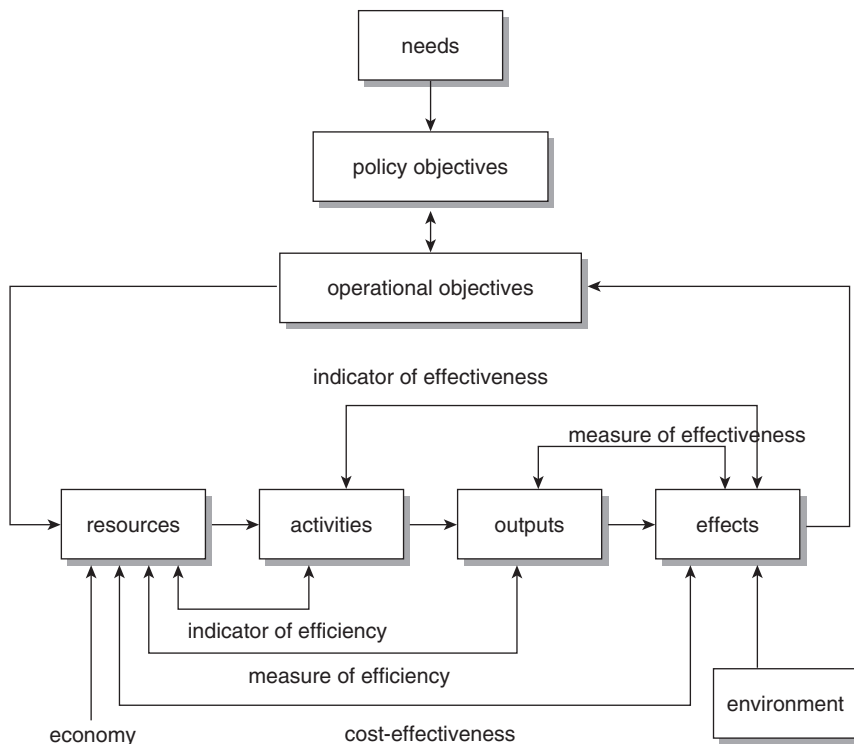 needs
policy objectives
operational objectives
indicator of effectiveness
measure of effectiveness
resources
activities
outputs
effects
indicator of efficiency
measure of efficiency
environment
economy
cost-effectiveness